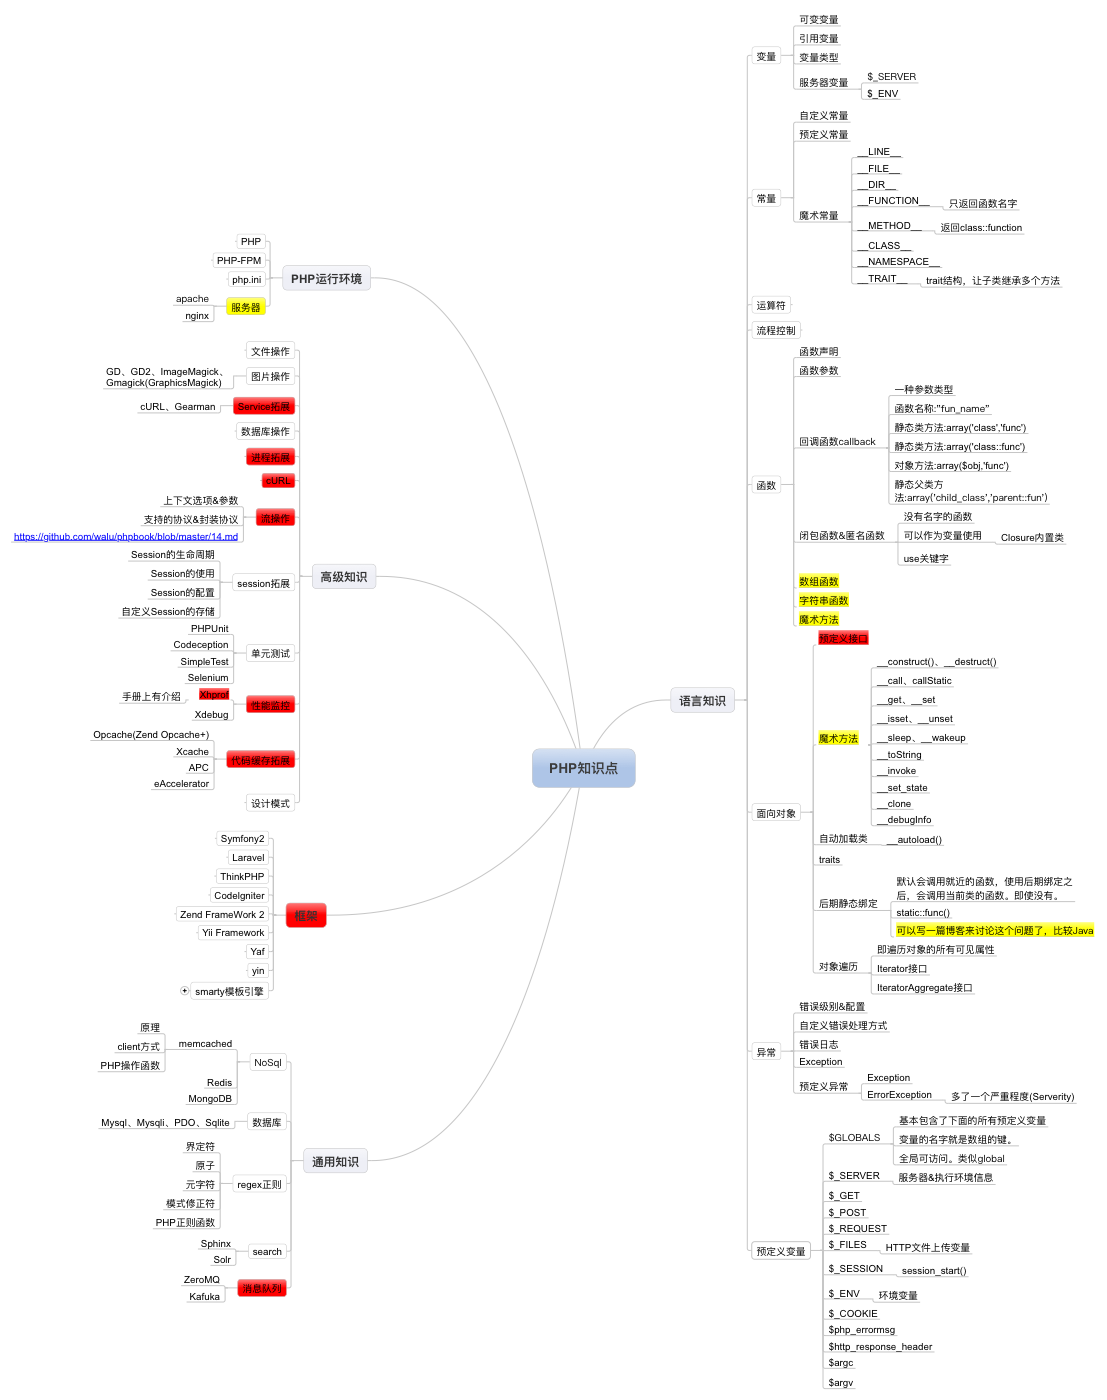 PHP知识点
PHP运行环境
PHP
PHP-FPM
php.ini
服务器
apache
nginx
高级知识
文件操作
图片操作
GD、GD2、ImageMagick、
Gmagick(GraphicsMagick)
Service拓展
cURL、Gearman
数据库操作
进程拓展
cURL
流操作
上下文选项&参数
支持的协议&封装协议
https://github.com/walu/phpbook/blob/master/14.md
session拓展
Session的生命周期
Session的使用
Session的配置
自定义Session的存储
单元测试
PHPUnit
Codeception
SimpleTest
Selenium
性能监控
Xhprof
手册上有介绍
Xdebug
代码缓存拓展
Opcache(Zend Opcache+)
Xcache
APC
eAccelerator
设计模式
框架
Symfony2
Laravel
ThinkPHP
CodeIgniter
Zend FrameWork 2
Yii Framework
Yaf
yin
smarty模板引擎
通用知识
NoSql
memcached
原理
client方式
PHP操作函数
Redis
MongoDB
数据库
Mysql、Mysqli、PDO、Sqlite
regex正则
界定符
原子
元字符
模式修正符
PHP正则函数
search
Sphinx
Solr
消息队列
ZeroMQ
Kafuka
语言知识
变量
可变变量
引用变量
变量类型
服务器变量
$_SERVER
$_ENV
常量
自定义常量
预定义常量
魔术常量
__LINE__
__FILE__
__DIR__
__FUNCTION__
只返回函数名字
__METHOD__
返回class::function
__CLASS__
__NAMESPACE__
__TRAIT__
trait结构，让子类继承多个方法
运算符
流程控制
函数
函数声明
函数参数
回调函数callback
一种参数类型
函数名称:"fun_name"
静态类方法:array('class','func')
静态类方法:array('class::func')
对象方法:array($obj,'func')
静态父类方
法:array('child_class','parent::fun')
闭包函数&匿名函数
没有名字的函数
可以作为变量使用
Closure内置类
use关键字
数组函数
字符串函数
魔术方法
面向对象
预定义接口
魔术方法
__construct()、__destruct()
__call、callStatic
__get、__set
__isset、__unset
__sleep、__wakeup
__toString
__invoke
__set_state
__clone
__debugInfo
自动加载类
__autoload()
traits
后期静态绑定
默认会调用就近的函数，使用后期绑定之
后，会调用当前类的函数。即使没有。
static::func()
可以写一篇博客来讨论这个问题了，比较Java
对象遍历
即遍历对象的所有可见属性
Iterator接口
IteratorAggregate接口
异常
错误级别&配置
自定义错误处理方式
错误日志
Exception
预定义异常
Exception
ErrorException
多了一个严重程度(Serverity)
预定义变量
$GLOBALS
基本包含了下面的所有预定义变量
变量的名字就是数组的键。
全局可访问。类似global
$_SERVER
服务器&执行环境信息
$_GET
$_POST
$_REQUEST
$_FILES
HTTP文件上传变量
$_SESSION
session_start()
$_ENV
环境变量
$_COOKIE
$php_errormsg
$http_response_header
$argc
$argv